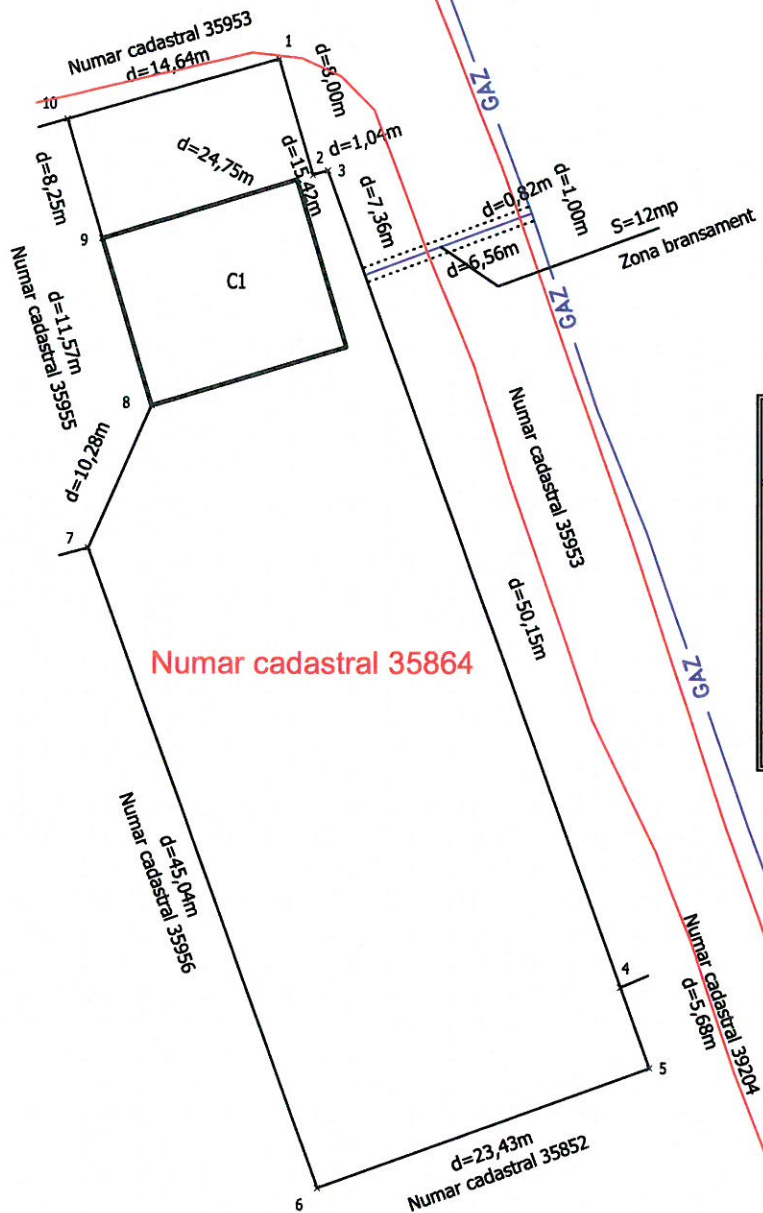 Numar cadastral 35953
d=14,64m
1
d=8,00m
10
d=24,75m
d=15,42m
2
3
d=1,04m
d=8,25m
d=7,36m
GAZ
d=0,82m
d=1,00m
S=12mp
Zona bransament
d=6,56m
9
C1
GAZ
d=11,57m
Numar cadastral 35955
8
d=10,28m
Numar cadastral 35953
7
d=50,15m
Numar cadastral 35864
GAZ
d=45,04m
Numar cadastral 35956
4
Numar cadastral 39204
d=5,68m
5
d=23,43m
Numar cadastral 35852
6